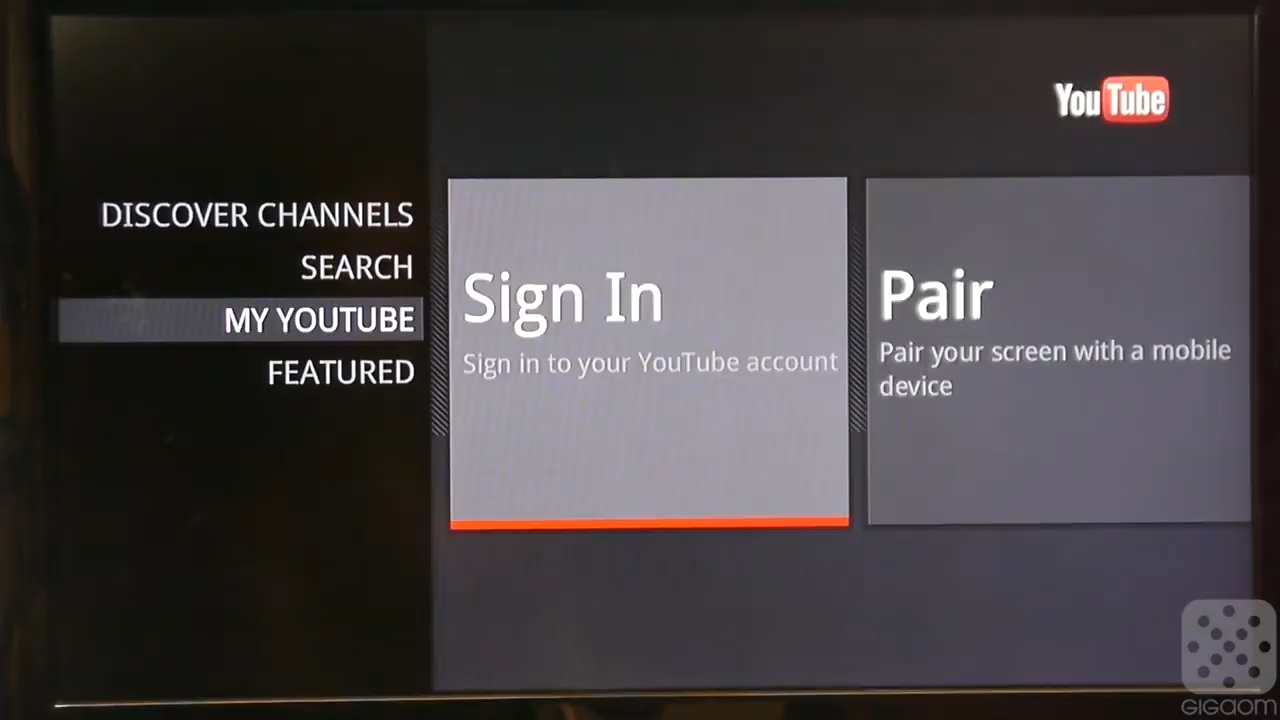 YouTube
DISCOVER CHANNELS
SEARCH
MY YOUTUBE
FEATURED
Sign In
Sign in to your YouTube account
Pair
Pair your screen with a mobile
device
GIGAOM